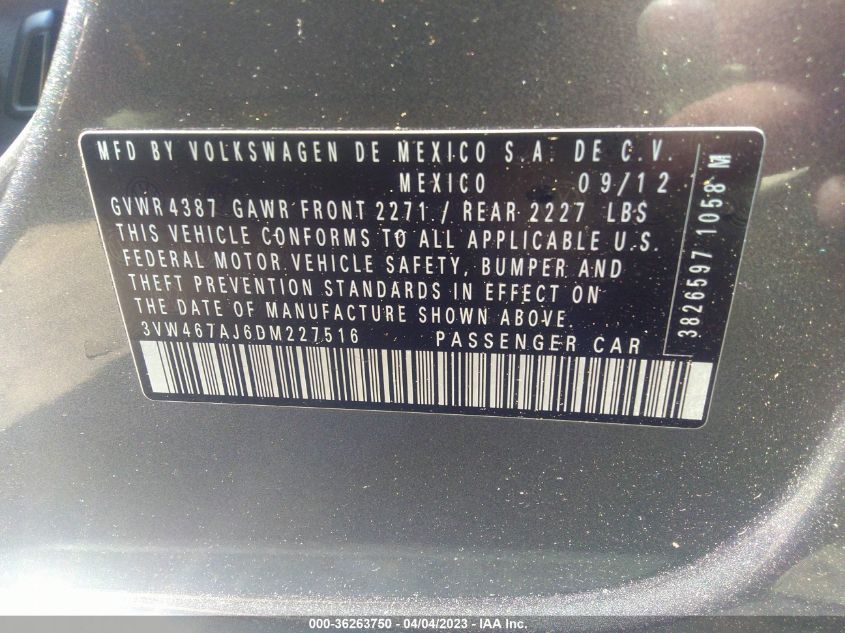 MFD BY VOLKSWAGEN DE MEXICO S.A. DE C.V.
MEXICO 09/12
GVWR 4387 GAWR FRONT 2271 / REAR 2227 LBS
THIS VEHICLE CONFORMS TO ALL APPLICABLE U.S.
FEDERAL MOTOR VEHICLE SAFETY, BUMPER AND
THEFT PREVENTION STANDARDS IN EFFECT ON
THE DATE OF MANUFACTURE SHOWN ABOVE.
3VW467AJ6DM227516 PASSENGER CAR
3826597 1058 M
000-36263750 - 04/04/2023 - IAA Inc.